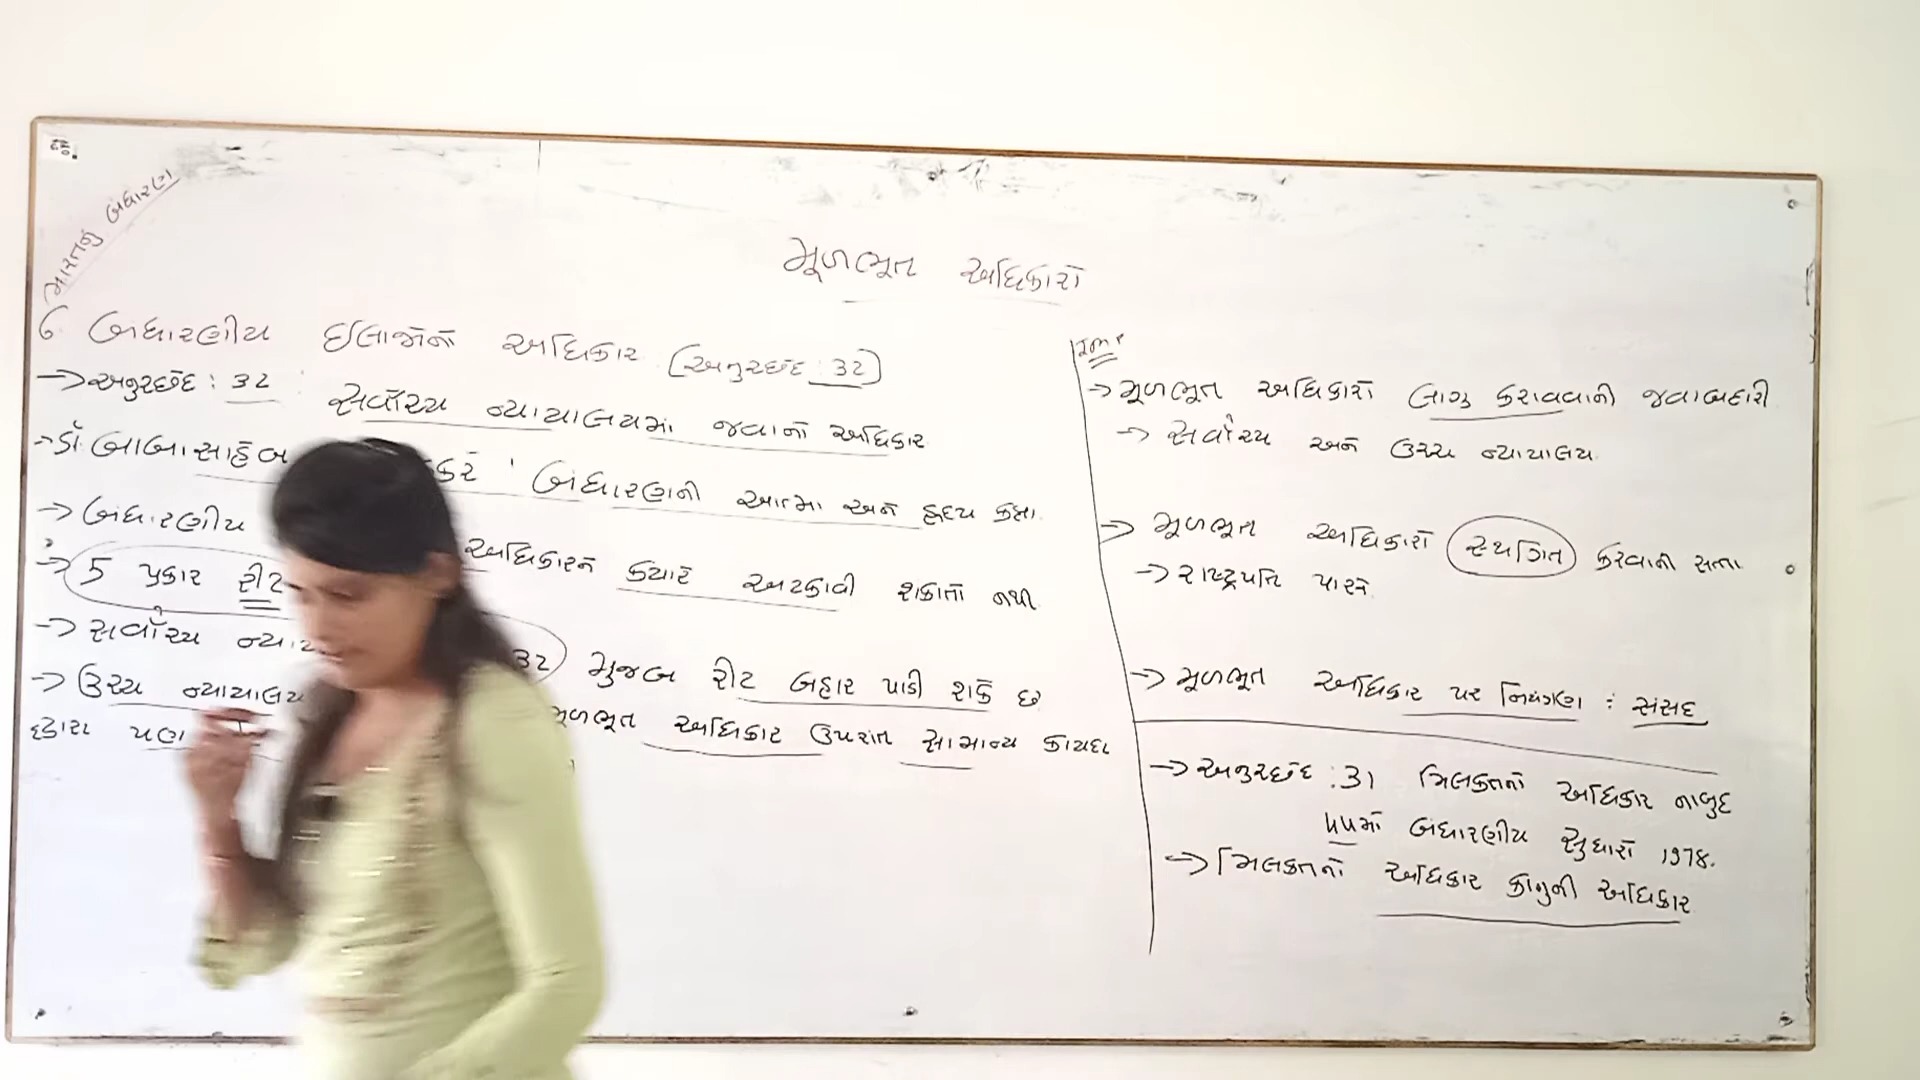 ભારતનું બંધારણ
મૂળભૂત અધિકારો
6. બંધારણીય ઈલાજોનો અધિકાર (અનુચ્છેદ : 32)
→ અનુચ્છેદ : 32 : સર્વોચ્ચ ન્યાયાલયમાં જવાનો અધિકાર
→ ડૉ. બાબાસાહેબ બંધારણની આત્મા અને હૃદય કહ્યા.
→ બંધારણીય અધિકારને ક્યારે અટકાવી શકાતો નથી
→ 5 પ્રકાર રીટ
→ સર્વોચ્ચ 32) મુજબ રીટ બહાર પાડી શકે છે
→ ઉચ્ચ ન્યાયાલય મૂળભૂત અધિકાર ઉપરાંત સામાન્ય કાયદા
દ્વારા પણ
Imp
→ મૂળભૂત અધિકારો લાગુ કરાવવાની જવાબદારી
→ સર્વોચ્ચ અને ઉચ્ચ ન્યાયાલય.
→ મૂળભૂત અધિકારો સ્થગિત કરવાની સત્તા
→ રાષ્ટ્રપતિ પાસે
→ મૂળભૂત અધિકાર પર નિયંત્રણ : સંસદ
→ અનુચ્છેદ : 31 મિલકતનો અધિકાર નાબુદ
44માં બંધારણીય સુધારો 1978.
→ મિલકતનો અધિકાર કાનુની અધિકાર